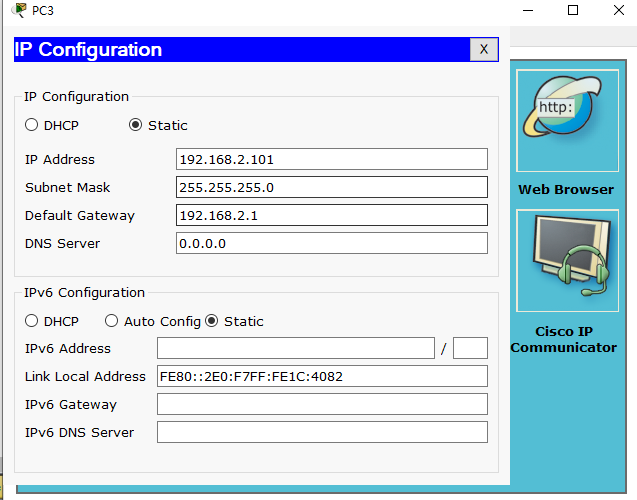 PC3
IP Configuration
X
IP Configuration
DHCP
Static
IP Address 192.168.2.101
Subnet Mask 255.255.255.0
Default Gateway 192.168.2.1
DNS Server 0.0.0.0
IPv6 Configuration
DHCP
Auto Config
Static
IPv6 Address /
Link Local Address FE80::2E0:F7FF:FE1C:4082
IPv6 Gateway
IPv6 DNS Server
http:
Web Browser
Cisco IP
Communicator